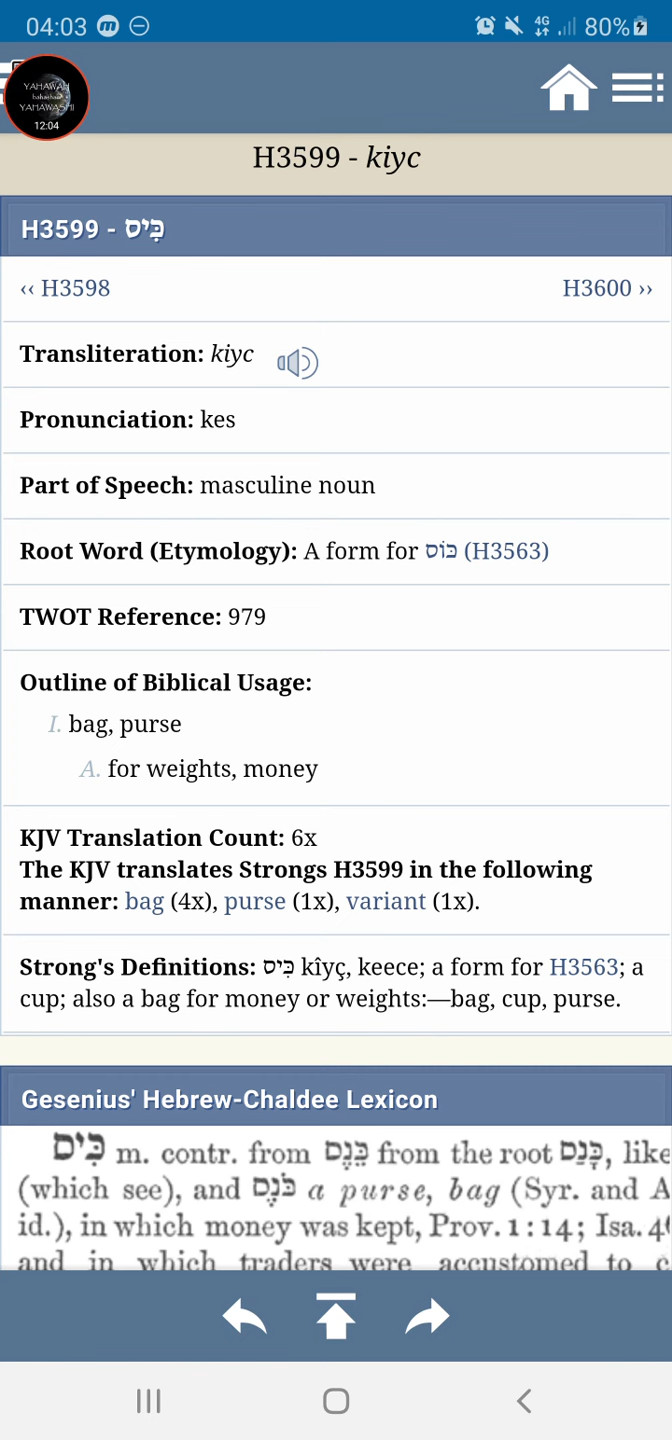 04:03 m 4G 80%
YAHAWAH
bahasham
YAHAWASHI
12:04
H3599 - kiyc
H3599 - כִּיס
‹‹ H3598 H3600 ››
Transliteration: kiyc
Pronunciation: kes
Part of Speech: masculine noun
Root Word (Etymology): A form for כּוֹס (H3563)
TWOT Reference: 979
Outline of Biblical Usage:
I. bag, purse
A. for weights, money
KJV Translation Count: 6x
The KJV translates Strongs H3599 in the following
manner: bag (4x), purse (1x), variant (1x).
Strong's Definitions: כִּיס kîyç, keece; a form for H3563; a
cup; also a bag for money or weights:—bag, cup, purse.
Gesenius' Hebrew-Chaldee Lexicon
כִּיס m. contr. from כֶּנֶס from the root כָּנַס, like
(which see), and כֹּנֶס a purse, bag (Syr. and A
id.), in which money was kept, Prov. 1:14; Isa. 4
and in which traders were accustomed to c